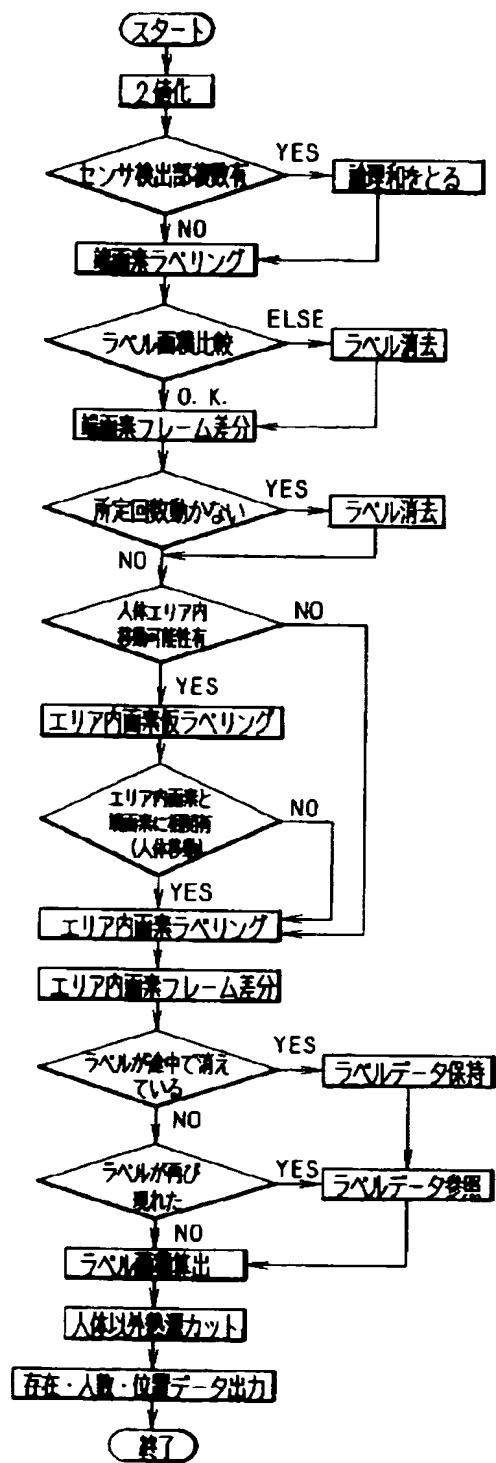 スタート
2値化
センサ検出部複数有
YES
論理和をとる
NO
端画素ラベリング
ラベル面積比較
ELSE
ラベル消去
O. K.
端画素フレーム差分
所定回数動かない
YES
ラベル消去
NO
人体エリア内
移動可能性有
NO
YES
エリア内画素仮ラベリング
エリア内画素と
端画素に相関有
(人体移動)
NO
YES
エリア内画素ラベリング
エリア内画素フレーム差分
ラベルが途中で消え
ている
YES
ラベルデータ保持
NO
ラベルが再び
現れた
YES
ラベルデータ参照
NO
ラベル面積算出
人体以外熱源カット
存在・人数・位置データ出力
終了